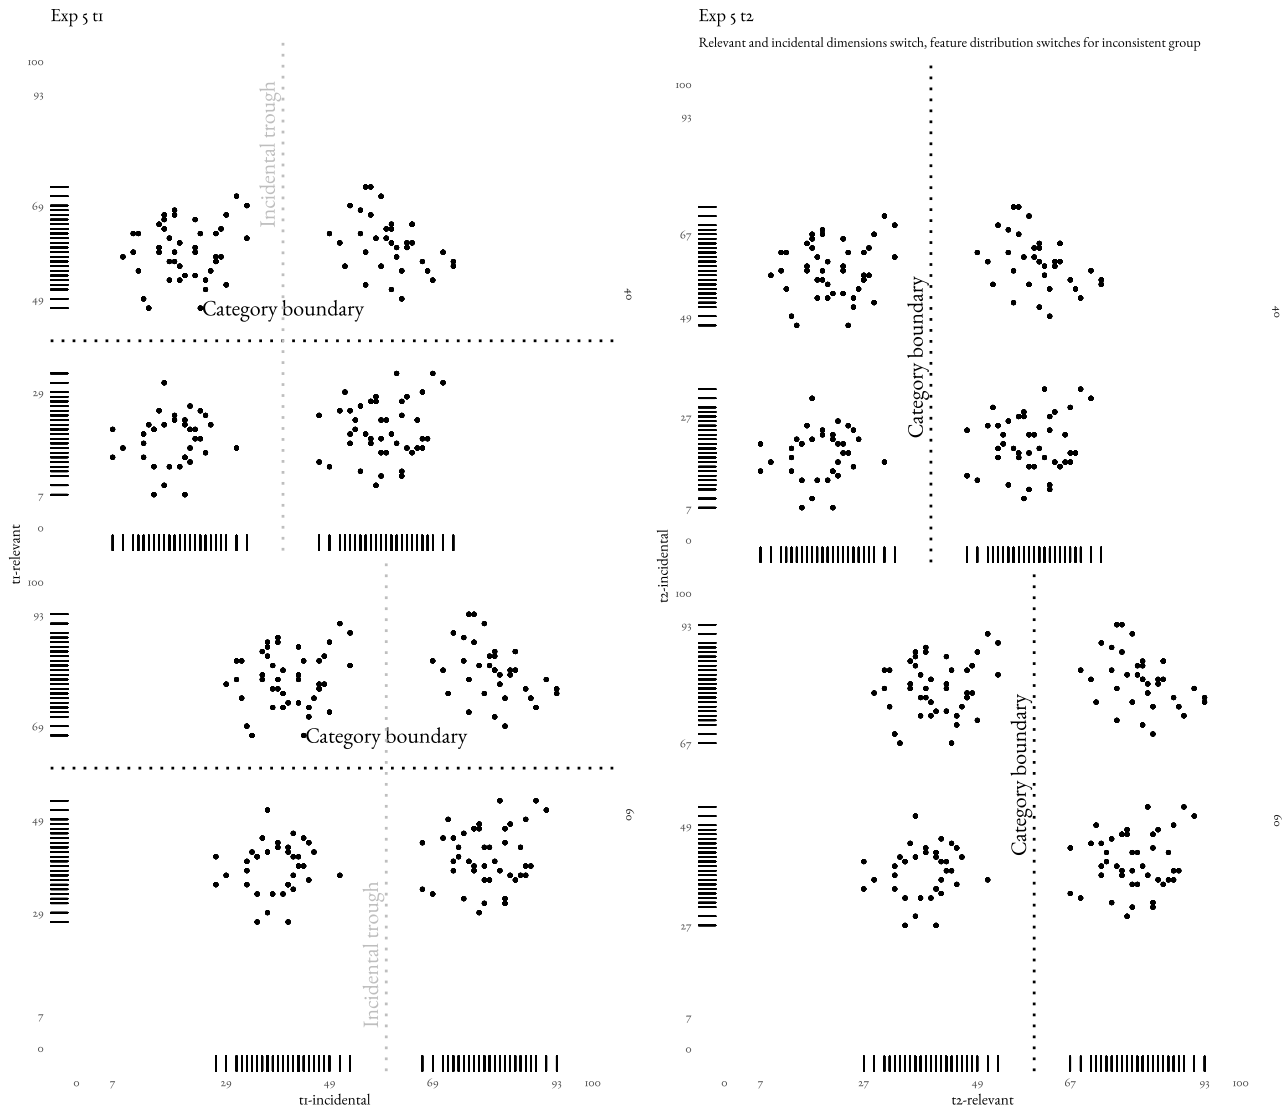 Exp 5 t1
100
93
69
49
29
7
0
Incidental trough
Category boundary
40
t1-relevant
100
93
69
49
29
7
0
Category boundary
Incidental trough
60
0 7 29 49 69 93 100
t1-incidental
Exp 5 t2
Relevant and incidental dimensions switch, feature distribution switches for inconsistent group
100
93
67
49
27
7
0
Category boundary
40
t2-incidental
100
93
67
49
27
7
0
Category boundary
60
0 7 27 49 67 93 100
t2-relevant